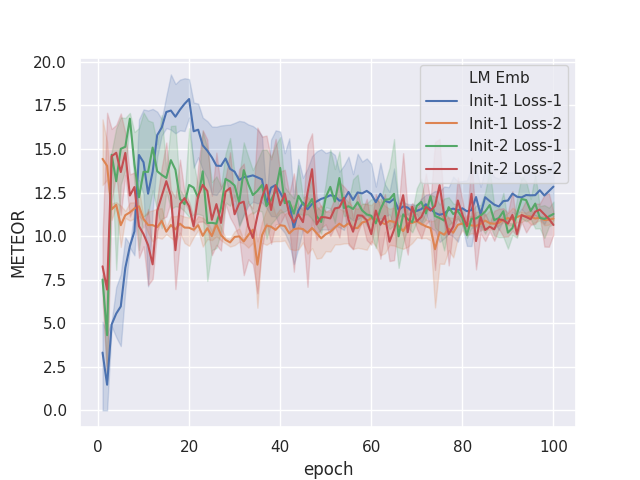 20.0
17.5
15.0
12.5
10.0
7.5
5.0
2.5
0.0
METEOR
0 20 40 60 80 100
epoch
LM Emb
Init-1 Loss-1
Init-1 Loss-2
Init-2 Loss-1
Init-2 Loss-2